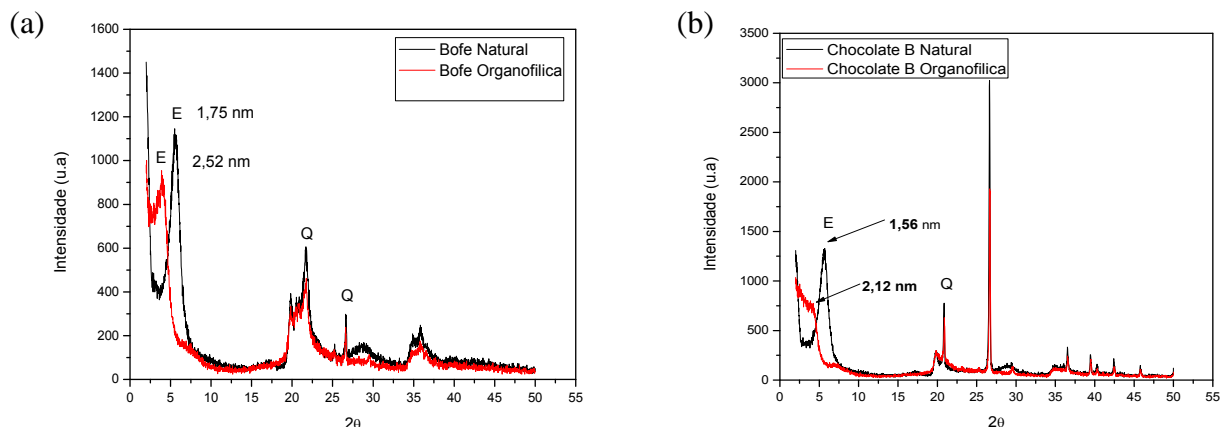 (a)
1600
1400
1200
1000
800
600
400
200
0
Intensidade (u.a)
Bofe Natural
Bofe Organofilica
E 1,75 nm
E 2,52 nm
Q
Q
0 5 10 15 20 25 30 35 40 45 50 55
2θ
(b)
3500
3000
2500
2000
1500
1000
500
0
Intensidade (u.a)
Chocolate B Natural
Chocolate B Organofilica
E
1,56 nm
2,12 nm
Q
0 5 10 15 20 25 30 35 40 45 50 55
2θ